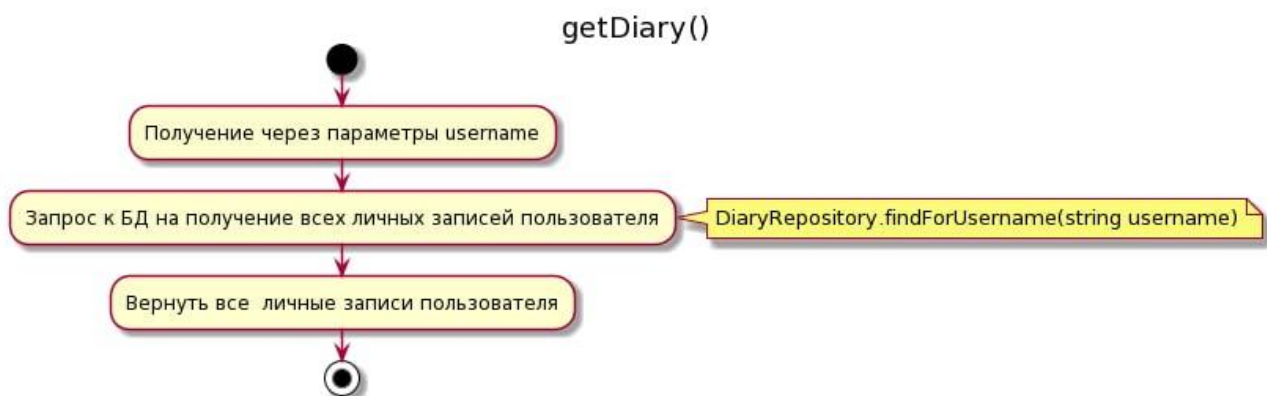 getDiary()
Получение через параметры username
Запрос к БД на получение всех личных записей пользователя
DiaryRepository.findForUsername(string username)
Вернуть все  личные записи пользователя